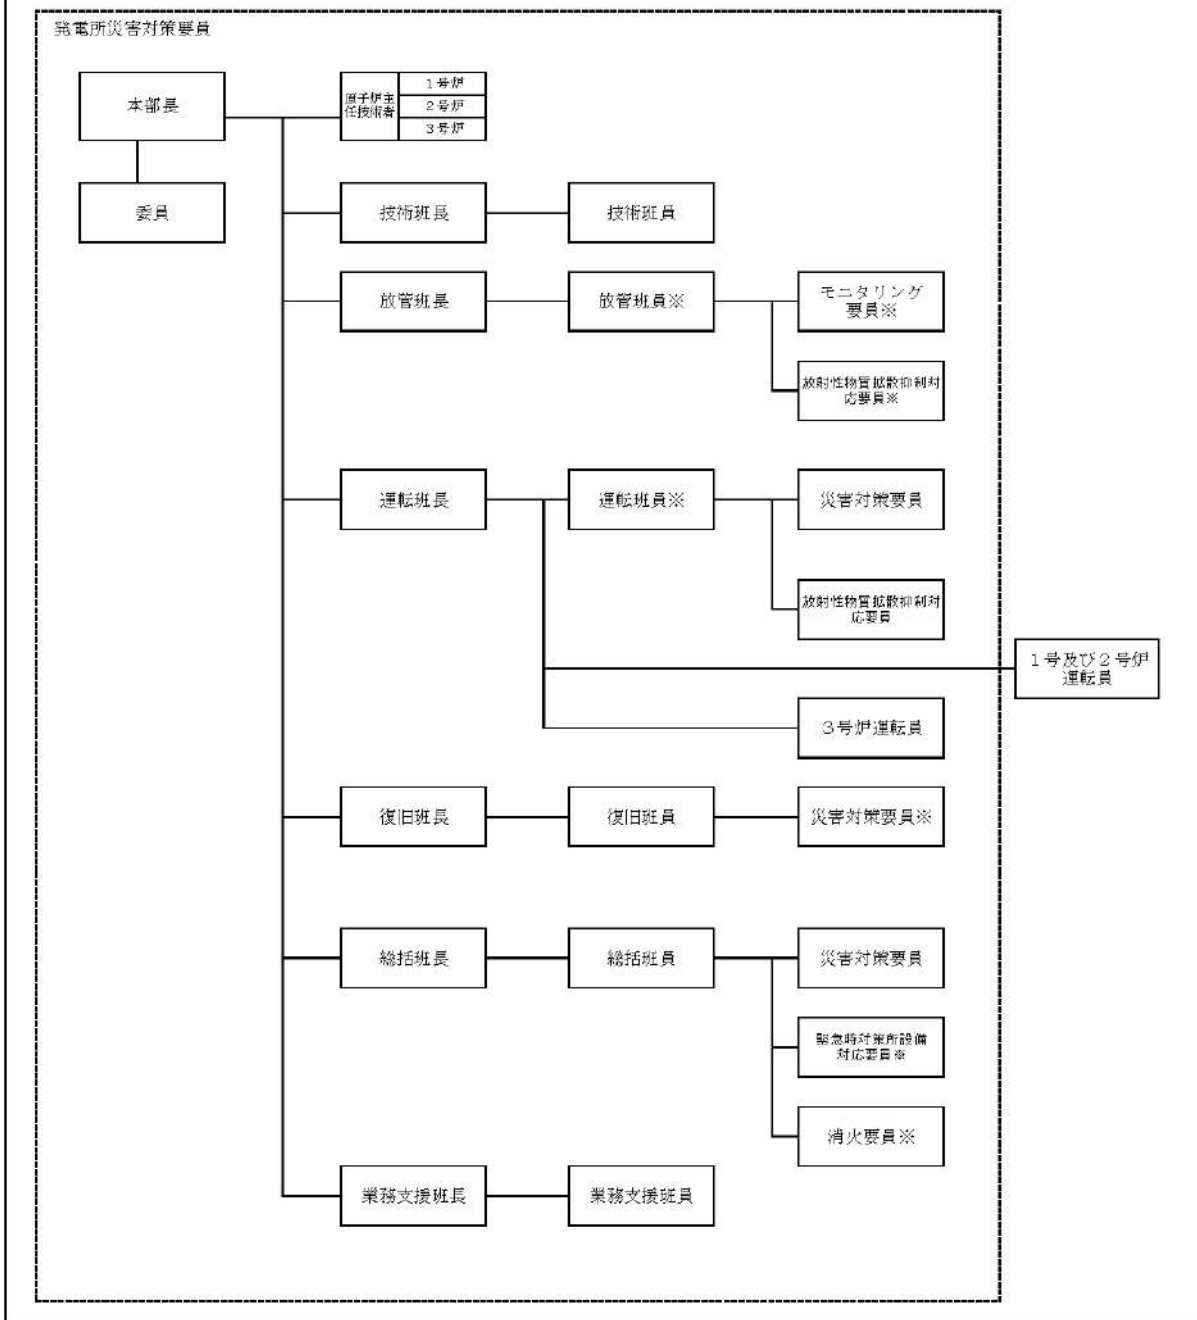 発電所災害対策要員
本部長
委員
原子炉主
任技術者
1号炉
2号炉
3号炉
技術班長
技術班員
放管班長
放管班員※
モニタリング
要員※
放射性物質拡散抑制対
応要員※
運転班長
運転班員※
災害対策要員
放射性物質拡散抑制対
応要員
1号及び2号炉
運転員
3号炉運転員
復旧班長
復旧班員
災害対策要員※
総括班長
総括班員
災害対策要員
緊急時対策所設備
対応要員※
消火要員※
業務支援班長
業務支援班員